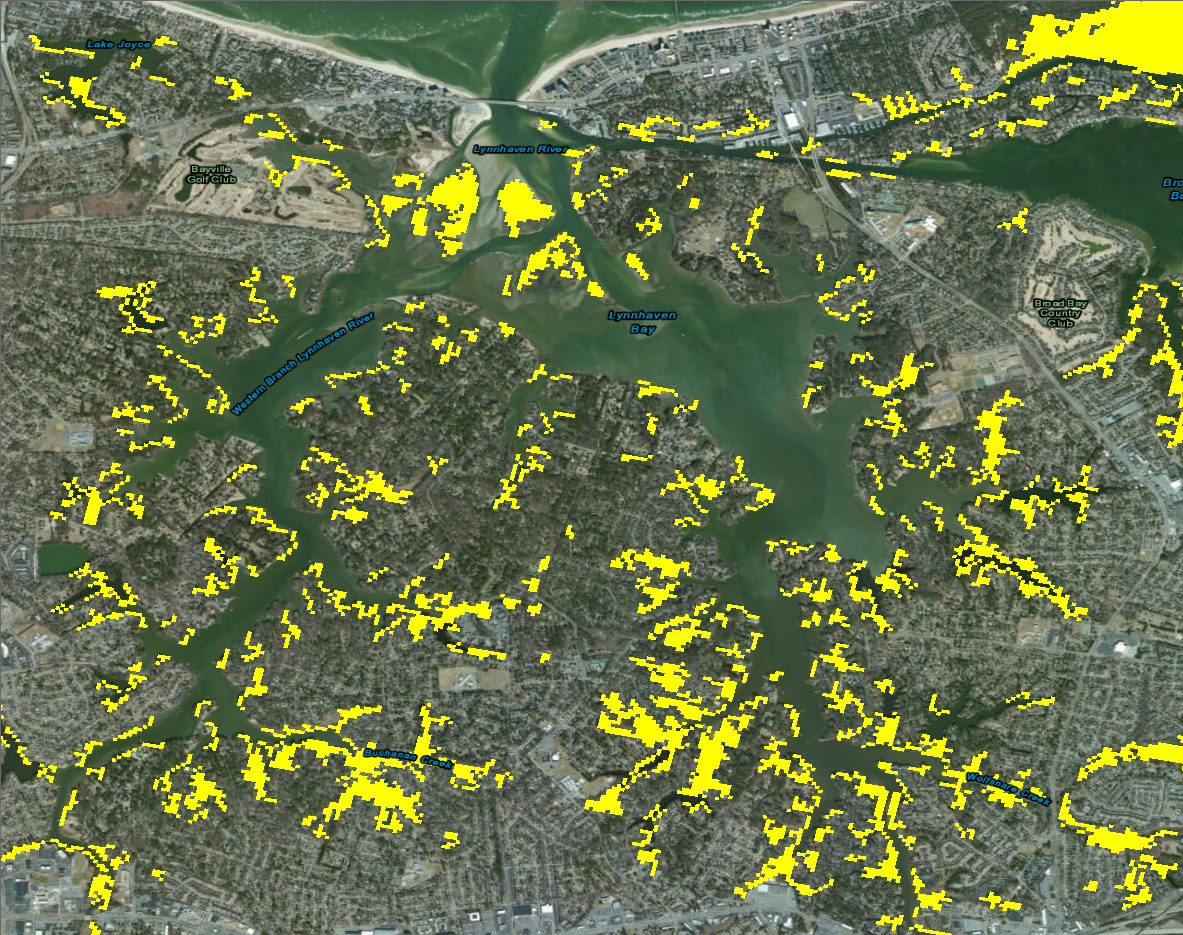 Lake Joyce
Lynnhaven River
Bayville
Golf Club
Lynnhaven
Bay
Broad Bay
Country
Club
Western Branch Lynnhaven River
Buchanan Creek